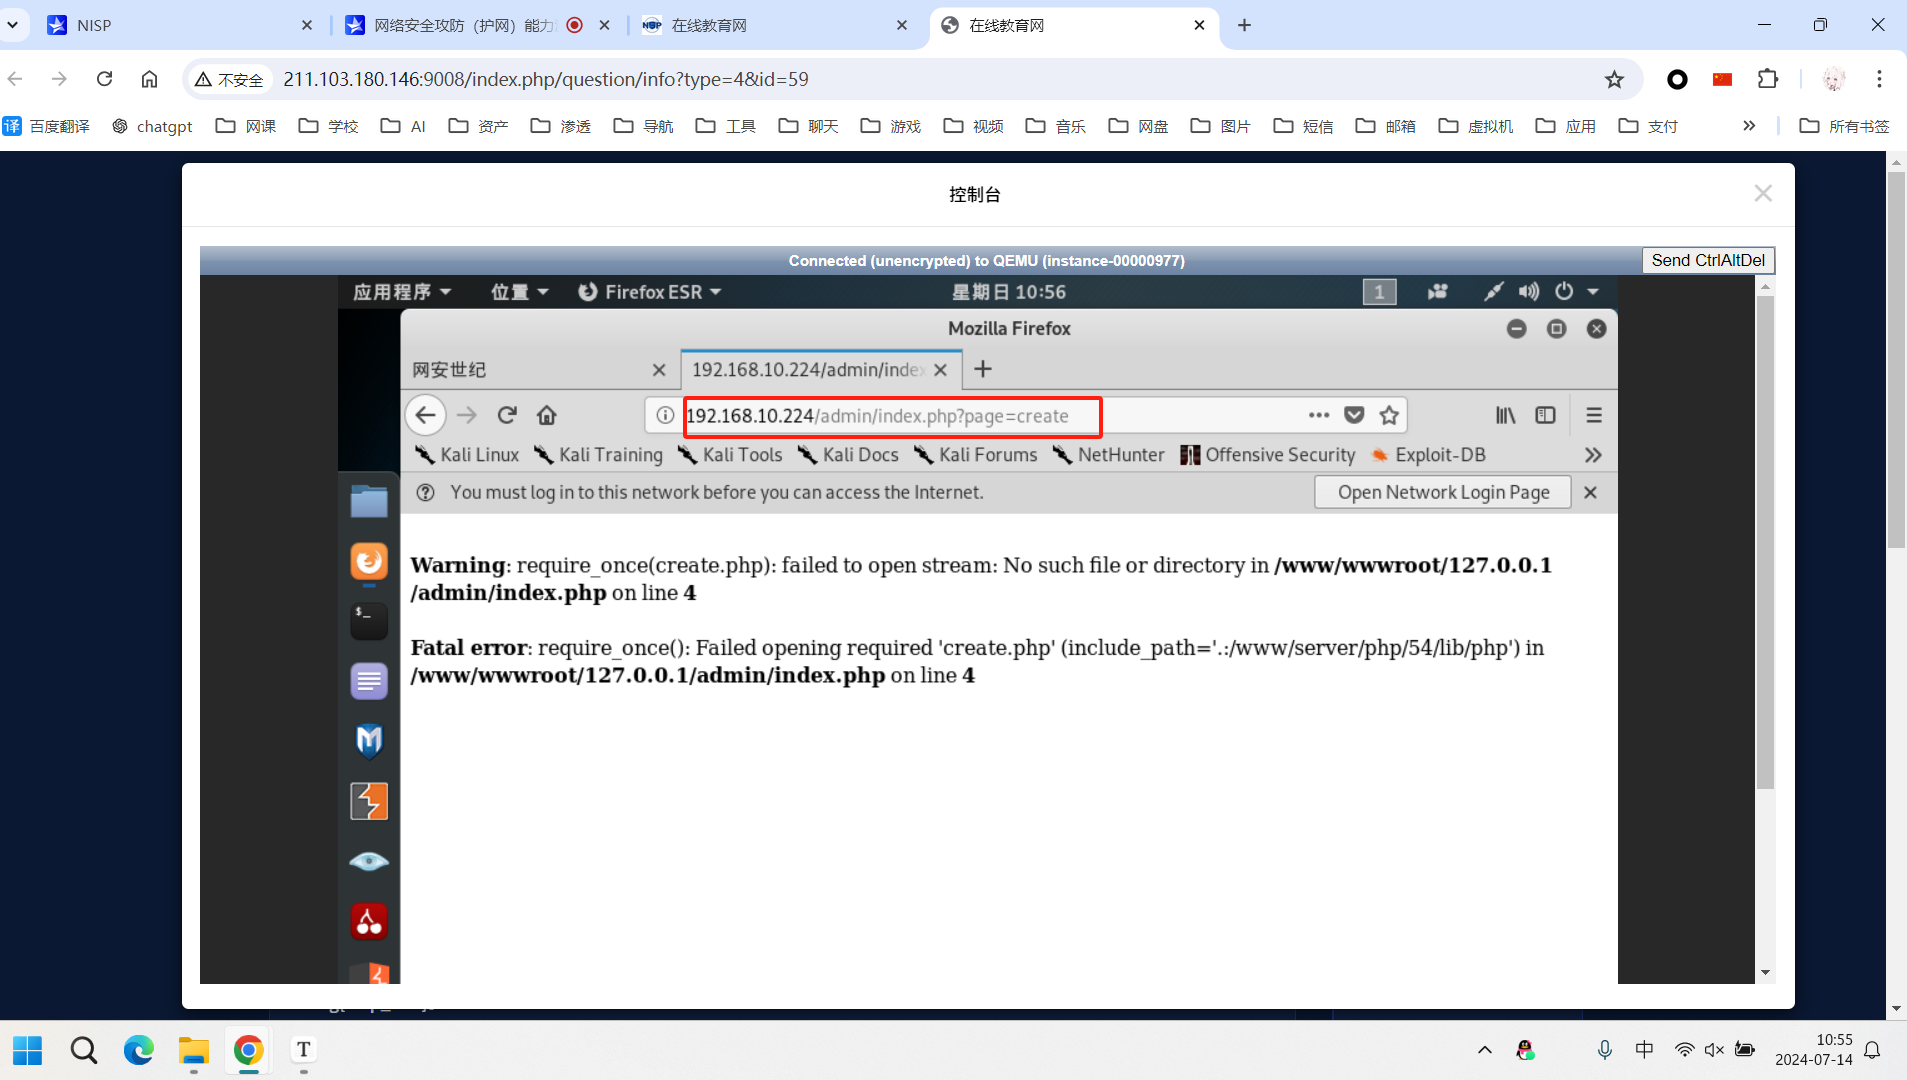 NISP
网络安全攻防（护网）能力
在线教育网
在线教育网
不安全
211.103.180.146:9008/index.php/question/info?type=4&id=59
译 百度翻译
chatgpt
网课
学校
AI
资产
渗透
导航
工具
聊天
游戏
视频
音乐
网盘
图片
短信
邮箱
虚拟机
应用
支付
所有书签
控制台
Connected (unencrypted) to QEMU (instance-00000977)
Send CtrlAltDel
应用程序
位置
Firefox ESR
星期日 10:56
1
Mozilla Firefox
网安世纪
192.168.10.224/admin/index
192.168.10.224/admin/index.php?page=create
Kali Linux
Kali Training
Kali Tools
Kali Docs
Kali Forums
NetHunter
Offensive Security
Exploit-DB
You must log in to this network before you can access the Internet.
Open Network Login Page
Warning: require_once(create.php): failed to open stream: No such file or directory in /www/wwwroot/127.0.0.1
/admin/index.php on line 4
Fatal error: require_once(): Failed opening required 'create.php' (include_path='.:/www/server/php/54/lib/php') in
/www/wwwroot/127.0.0.1/admin/index.php on line 4
中
10:55
2024-07-14